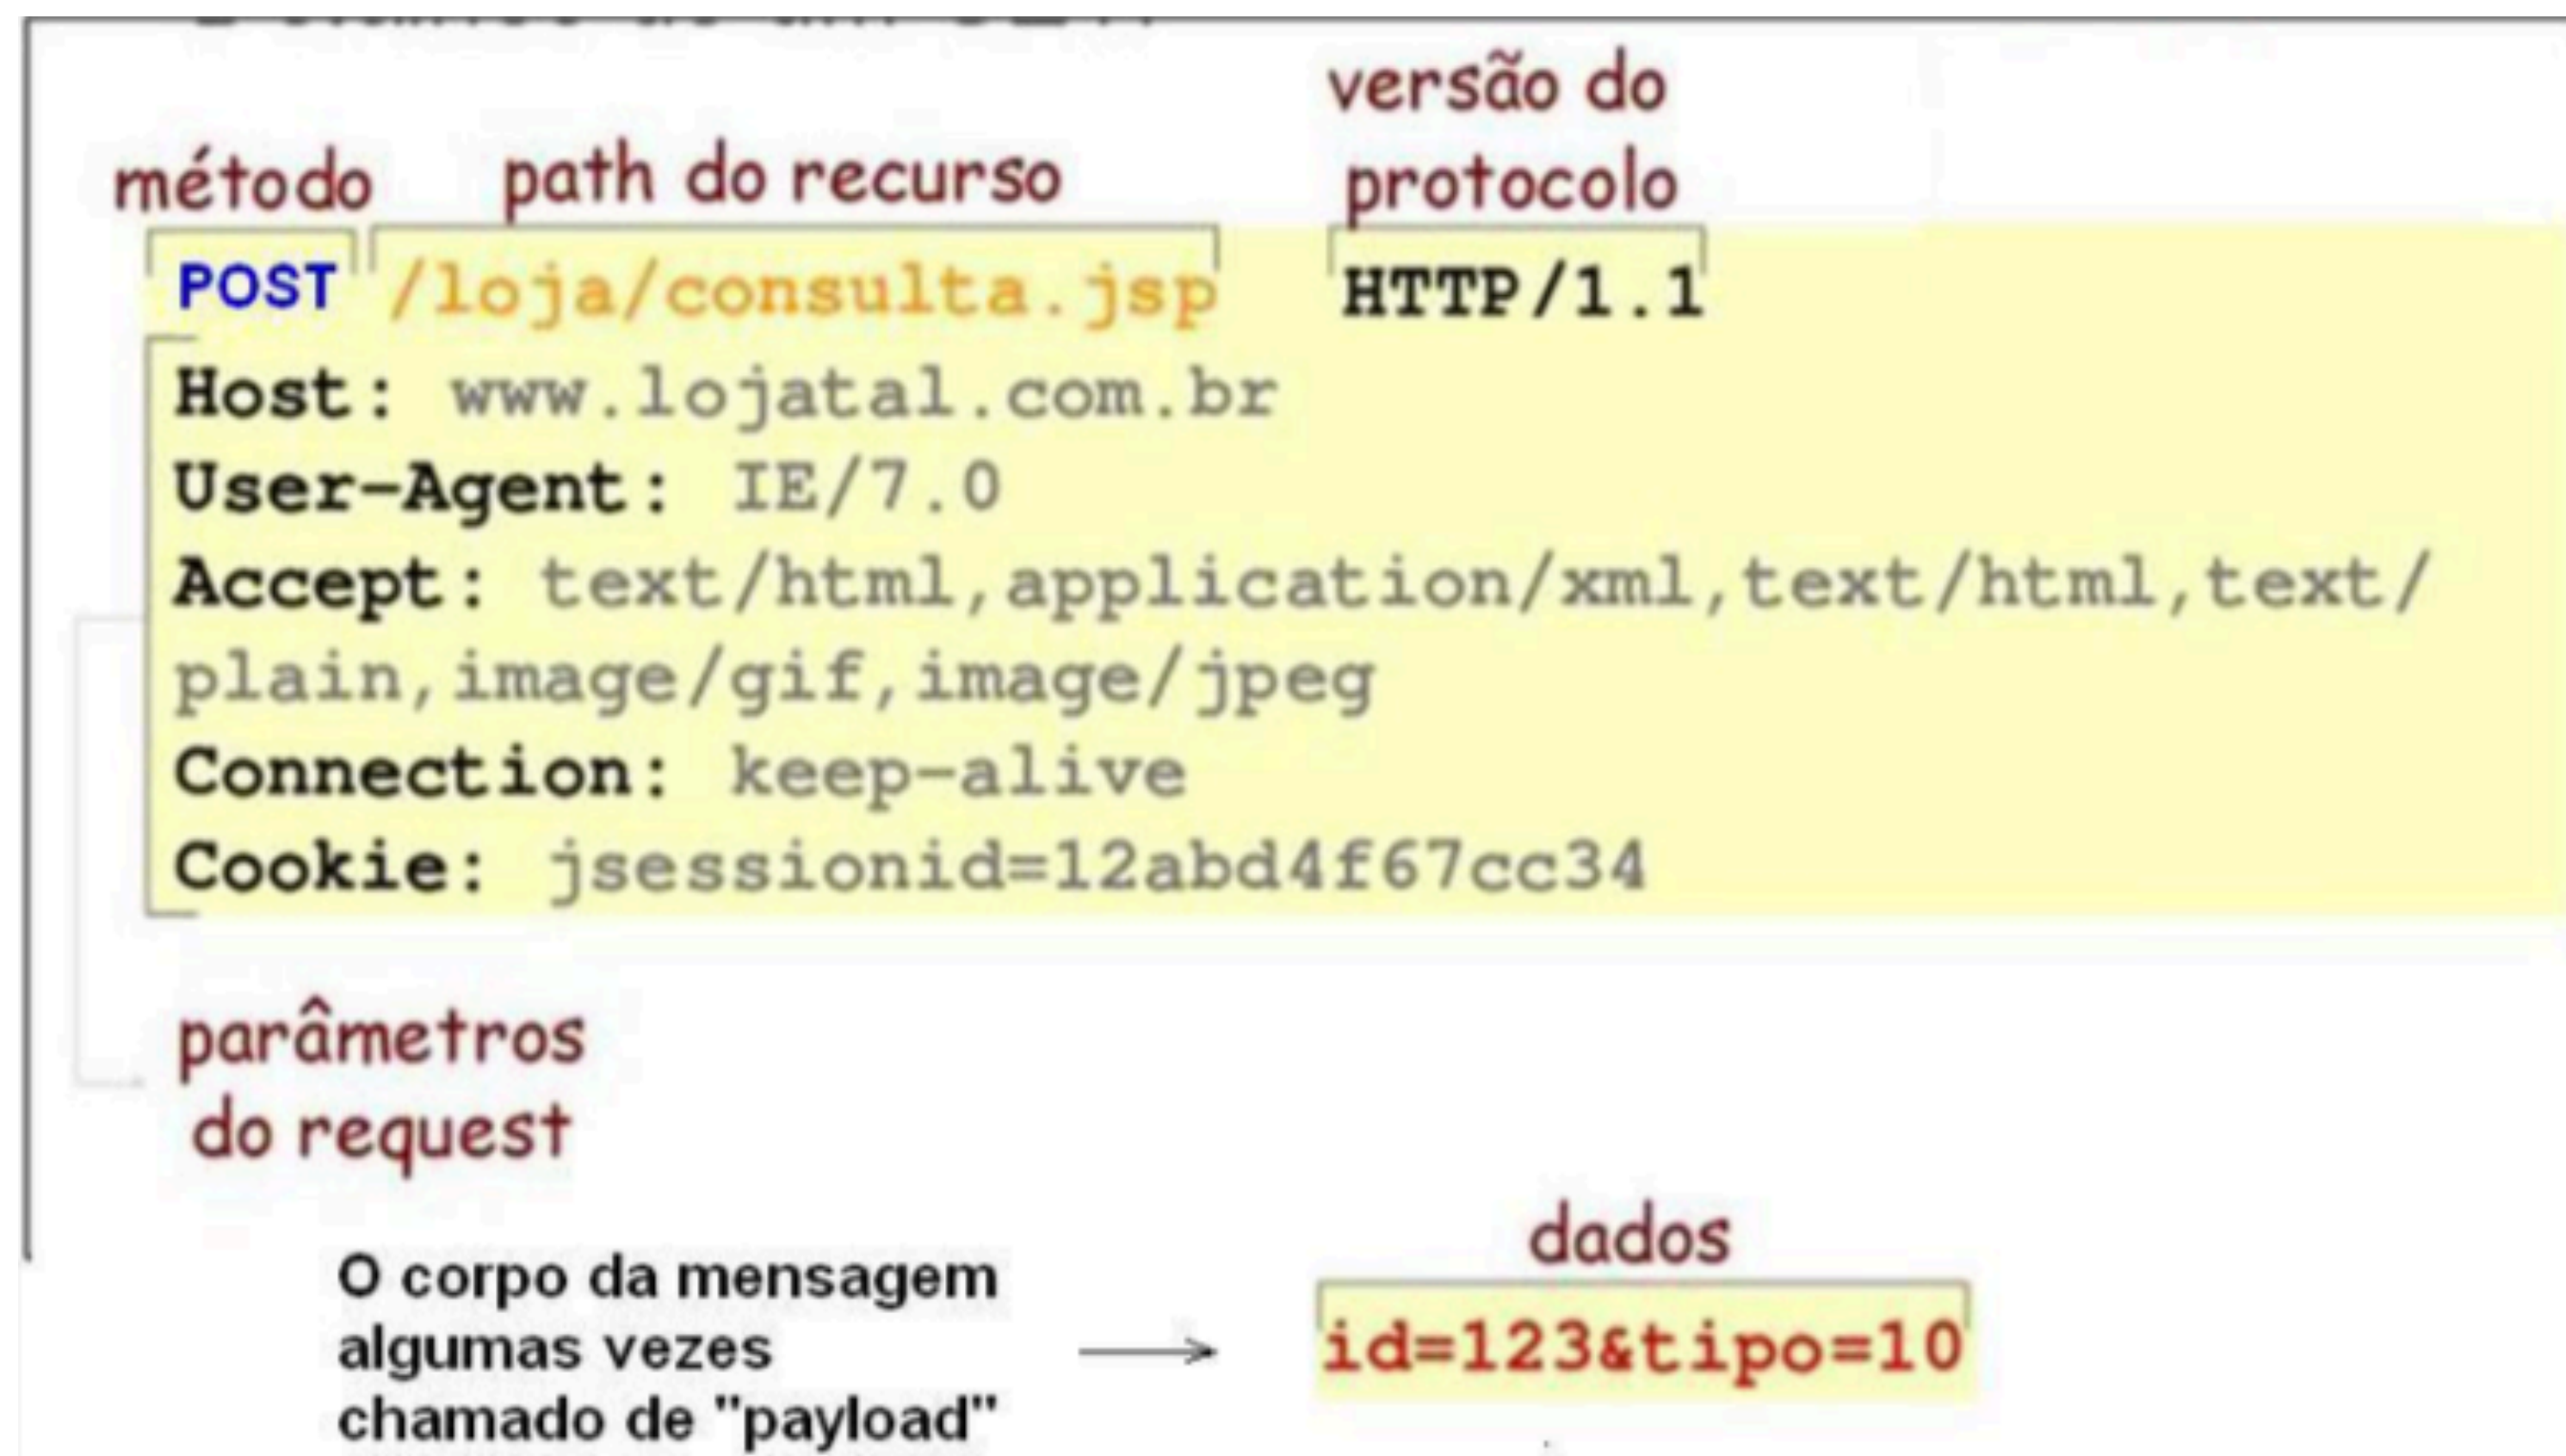 versão do
método path do recurso protocolo
POST /loja/consulta.jsp HTTP/1.1
Host: www.lojatal.com.br
User-Agent: IE/7.0
Accept: text/html,application/xml,text/html,text/
plain,image/gif,image/jpeg
Connection: keep-alive
Cookie: jsessionid=12abd4f67cc34
parâmetros
do request
dados
O corpo da mensagem
algumas vezes
chamado de "payload"
id=123&tipo=10